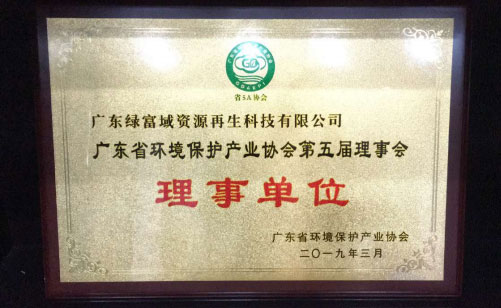 省5A协会
广东绿富域资源再生科技有限公司
广东省环境保护产业协会第五届理事会
理事单位
广东省环境保护产业协会
二〇一九年三月